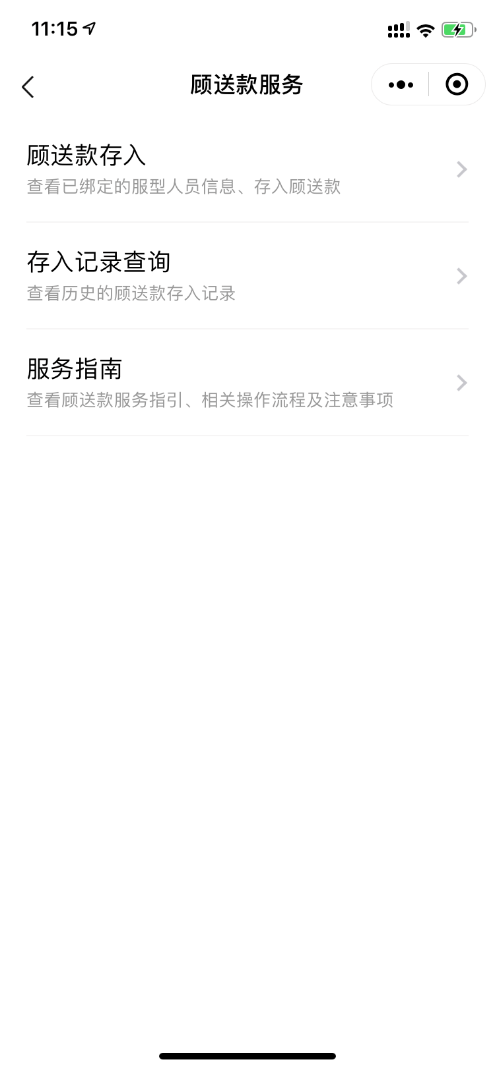 11:15
顾送款服务
顾送款存入
查看已绑定的服型人员信息、存入顾送款
存入记录查询
查看历史的顾送款存入记录
服务指南
查看顾送款服务指引、相关操作流程及注意事项